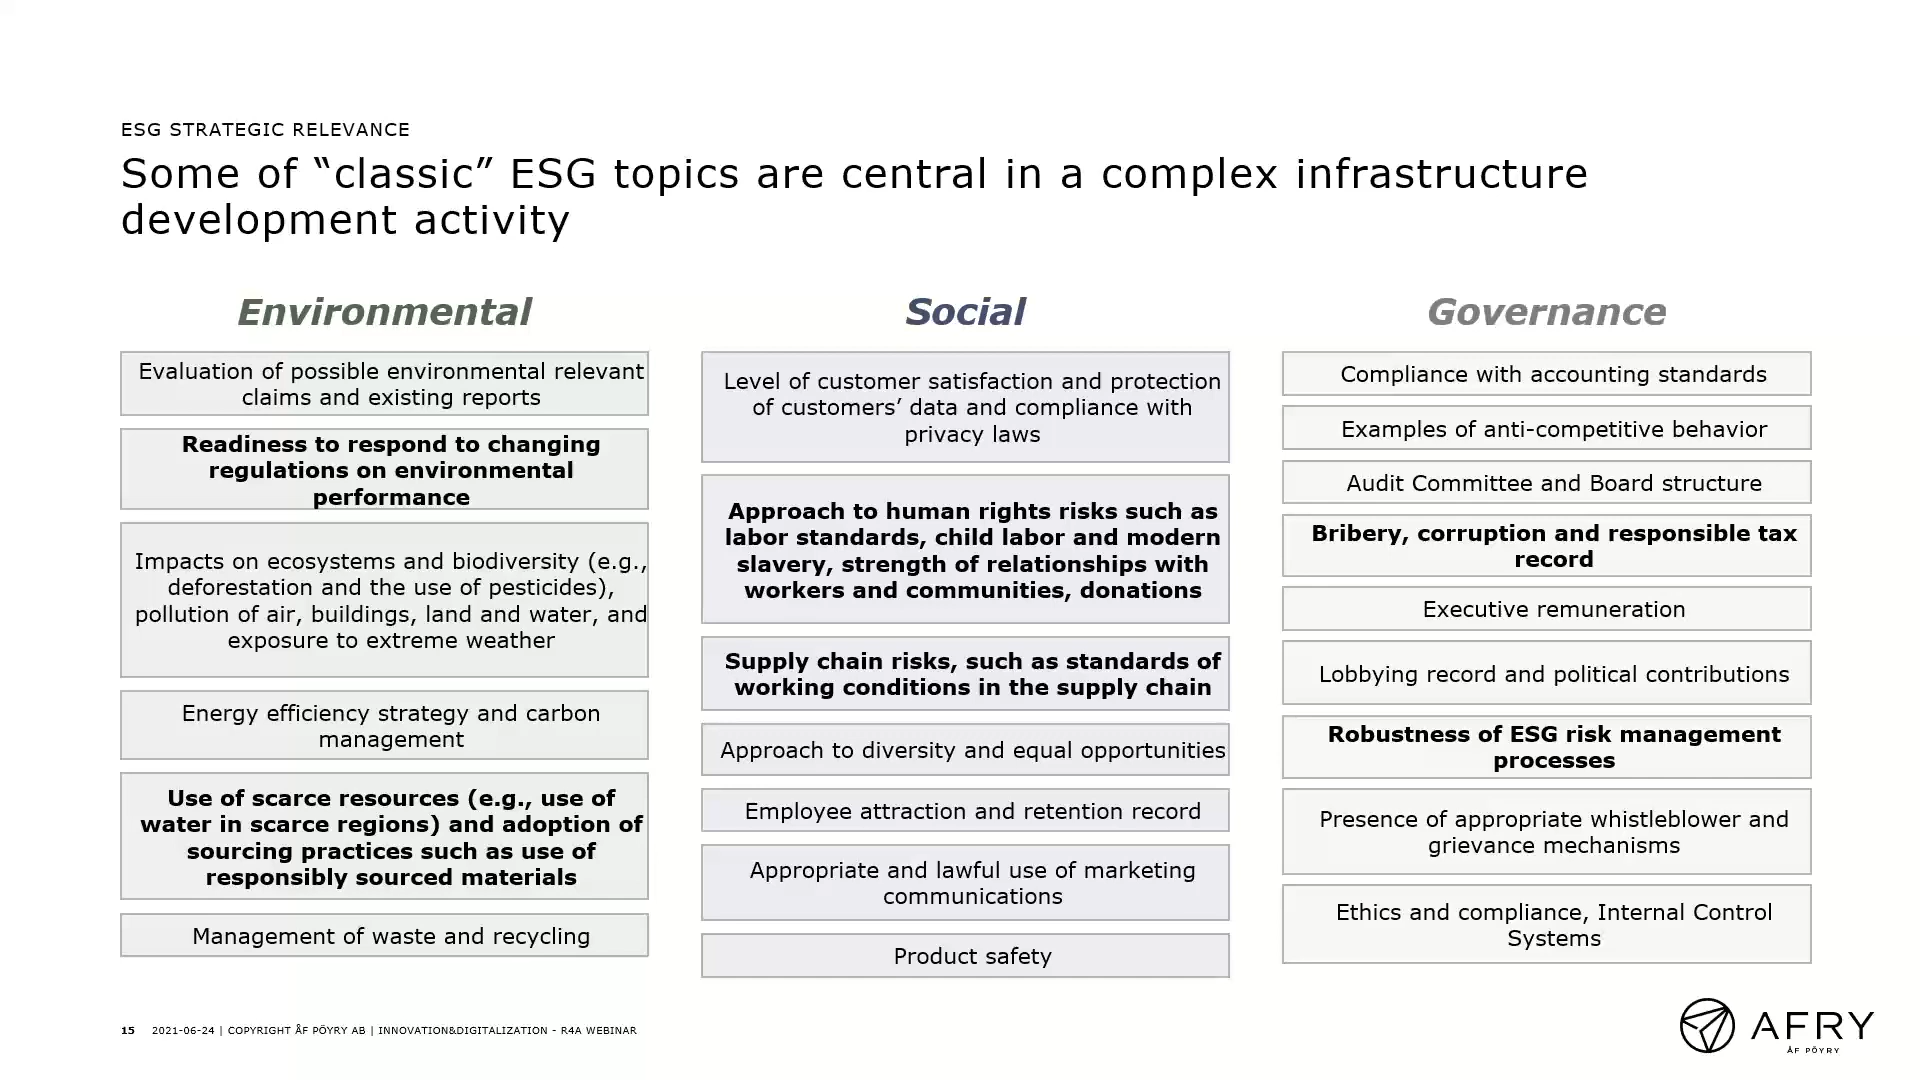 ESG STRATEGIC RELEVANCE
Some of “classic” ESG topics are central in a complex infrastructure
development activity
Environmental
Evaluation of possible environmental relevant
claims and existing reports
Readiness to respond to changing
regulations on environmental
performance
Impacts on ecosystems and biodiversity (e.g.,
deforestation and the use of pesticides),
pollution of air, buildings, land and water, and
exposure to extreme weather
Energy efficiency strategy and carbon
management
Use of scarce resources (e.g., use of
water in scarce regions) and adoption of
sourcing practices such as use of
responsibly sourced materials
Management of waste and recycling
Social
Level of customer satisfaction and protection
of customers’ data and compliance with
privacy laws
Approach to human rights risks such as
labor standards, child labor and modern
slavery, strength of relationships with
workers and communities, donations
Supply chain risks, such as standards of
working conditions in the supply chain
Approach to diversity and equal opportunities
Employee attraction and retention record
Appropriate and lawful use of marketing
communications
Product safety
Governance
Compliance with accounting standards
Examples of anti-competitive behavior
Audit Committee and Board structure
Bribery, corruption and responsible tax
record
Executive remuneration
Lobbying record and political contributions
Robustness of ESG risk management
processes
Presence of appropriate whistleblower and
grievance mechanisms
Ethics and compliance, Internal Control
Systems
15 2021-06-24 | COPYRIGHT ÅF PÖYRY AB | INNOVATION&DIGITALIZATION - R4A WEBINAR
AFRY
ÅF PÖYRY